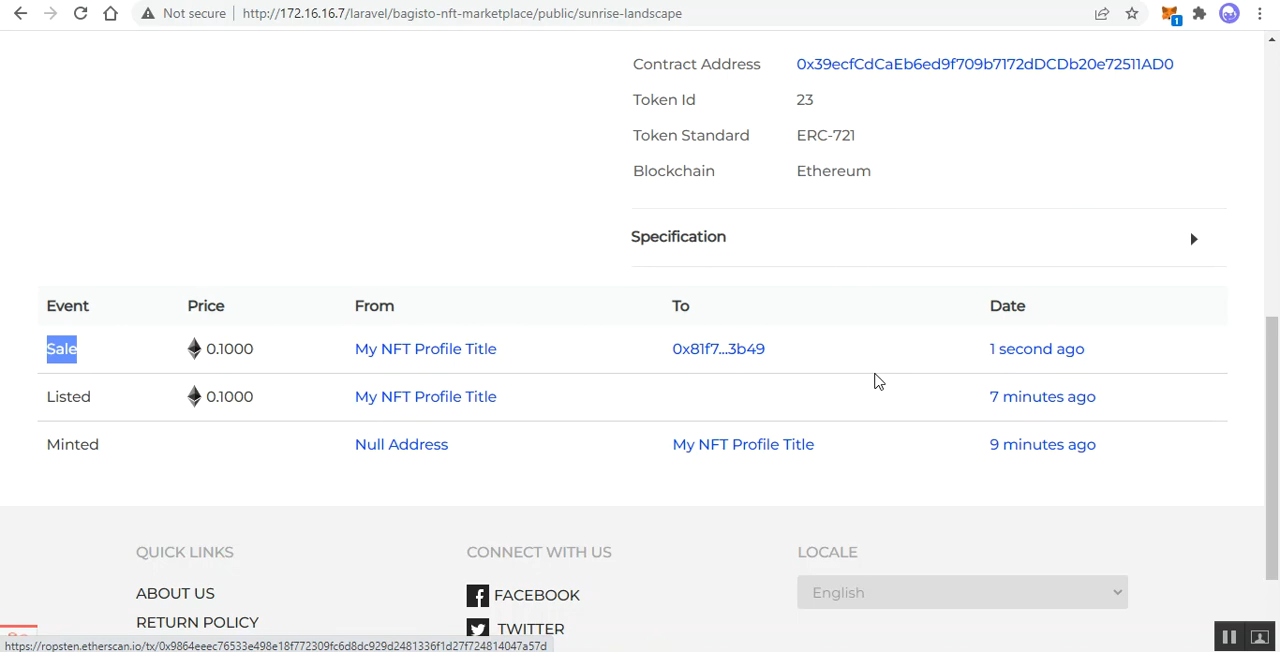 Not secure http://172.16.16.7/laravel/bagisto-nft-marketplace/public/sunrise-landscape
1
Contract Address 0x39ecfCdCaEb6ed9f709b7172dDCDb20e72511AD0
Token Id 23
Token Standard ERC-721
Blockchain Ethereum
Specification
Event Price From To Date
Sale 0.1000 My NFT Profile Title 0x81f7...3b49 1 second ago
Listed 0.1000 My NFT Profile Title 7 minutes ago
Minted Null Address My NFT Profile Title 9 minutes ago
QUICK LINKS CONNECT WITH US LOCALE
ABOUT US FACEBOOK English
RETURN POLICY TWITTER
https://ropsten.etherscan.io/tx/0x9864eeec76533e498e18f772309fc6d8dc929d2481336f1d27f724814047a57d